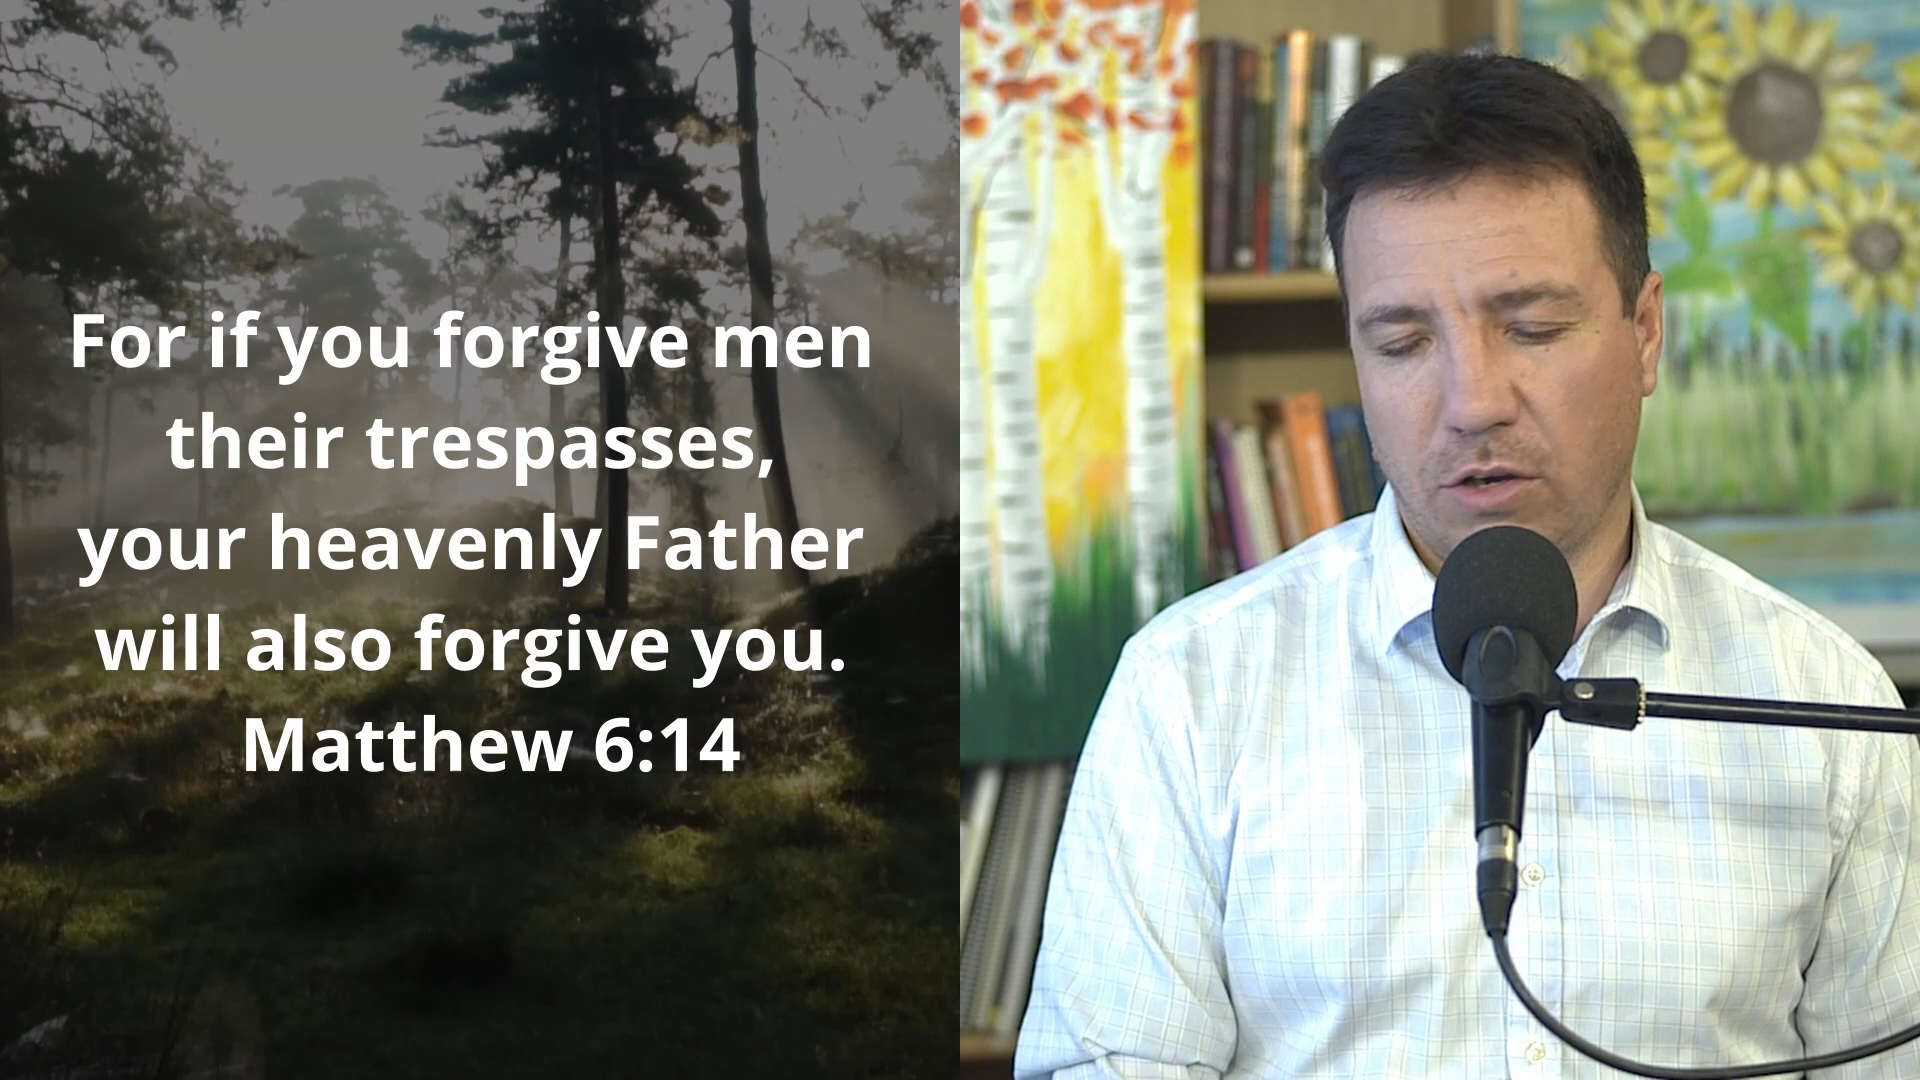 For if you forgive men
their trespasses,
your heavenly Father
will also forgive you.
Matthew 6:14